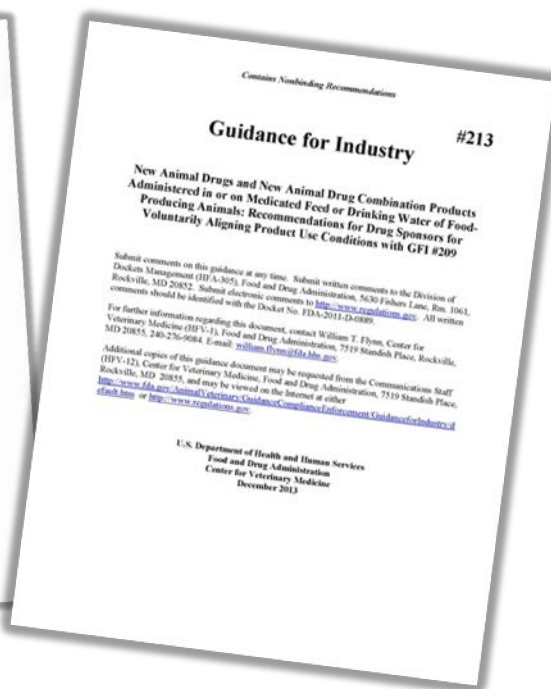 Contains Nonbinding Recommendations
Guidance for Industry #213
New Animal Drugs and New Animal Drug Combination Products
Administered in or on Medicated Feed or Drinking Water of Food-
Producing Animals: Recommendations for Drug Sponsors for
Voluntarily Aligning Product Use Conditions with GFI #209
Submit comments on this guidance at any time. Submit written comments to the Division of
Dockets Management (HFA-305), Food and Drug Administration, 5630 Fishers Lane, Rm. 1061,
Rockville, MD 20852. Submit electronic comments to http://www.regulations.gov. All written
comments should be identified with the Docket No. FDA-2011-D-0889.
For further information regarding this document, contact William T. Flynn, Center for
Veterinary Medicine (HFV-1), Food and Drug Administration, 7519 Standish Place, Rockville,
MD 20855, 240-276-9084. E-mail: william.flynn@fda.hhs.gov.
Additional copies of this guidance document may be requested from the Communications Staff
(HFV-12), Center for Veterinary Medicine, Food and Drug Administration, 7519 Standish Place,
Rockville, MD 20855, and may be viewed on the Internet at either
http://www.fda.gov/AnimalVeterinary/GuidanceComplianceEnforcement/GuidanceforIndustry/d
efault.htm or http://www.regulations.gov.
U.S. Department of Health and Human Services
Food and Drug Administration
Center for Veterinary Medicine
December 2013